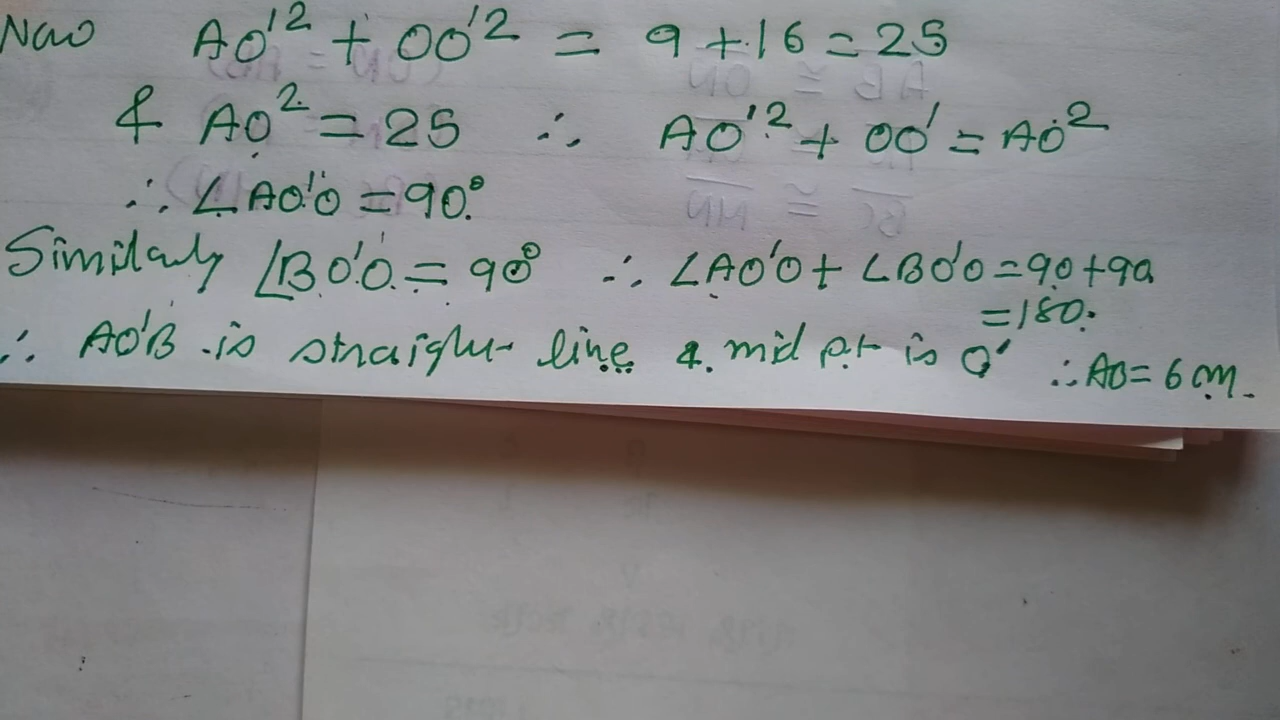 Now AO'² + OO'² = 9 + 16 = 25
& AO² = 25 ∴ AO'² + OO' = AO²
∴ ∠AO'O = 90°
Similarly ∠BO'O = 90° ∴ ∠AO'O + ∠BO'O = 90 + 90
= 180.
∴ AO'B is straight line & mid pt is O' ∴ AB = 6 cm.